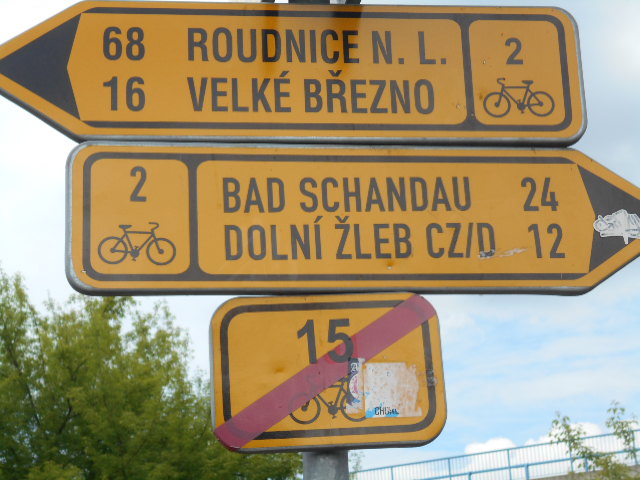 68 ROUDNICE N. L. 2
16 VELKÉ BŘEZNO
2 BAD SCHANDAU 24
DOLNÍ ŽLEB CZ/D 12
15